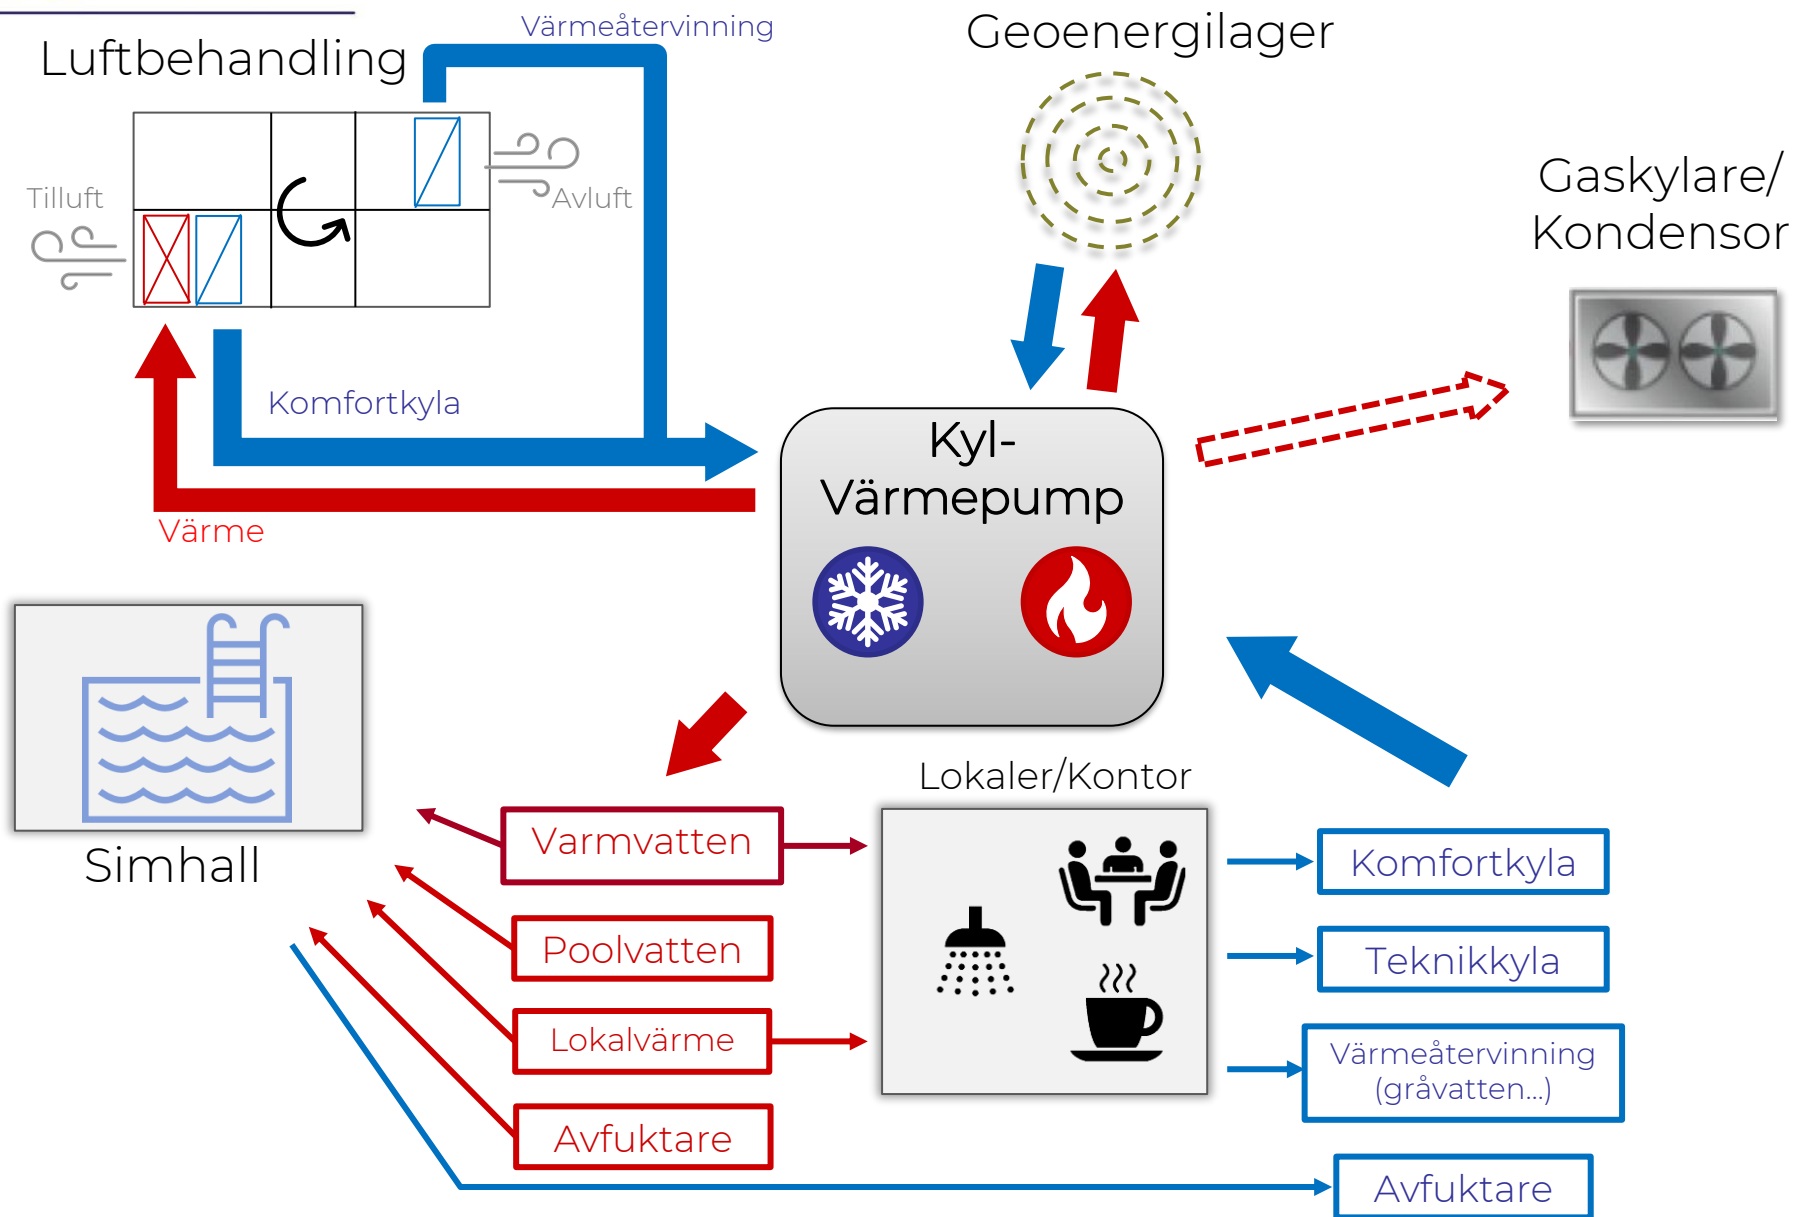 Luftbehandling
Värmeåtervinning
Geoenergilager
Gaskylare/
Kondensor
Tilluft
Avluft
Komfortkyla
Värme
Kyl-
Värmepump
Simhall
Lokaler/Kontor
Varmvatten
Poolvatten
Lokalvärme
Avfuktare
Komfortkyla
Teknikkyla
Värmeåtervinning
(gråvatten...)
Avfuktare